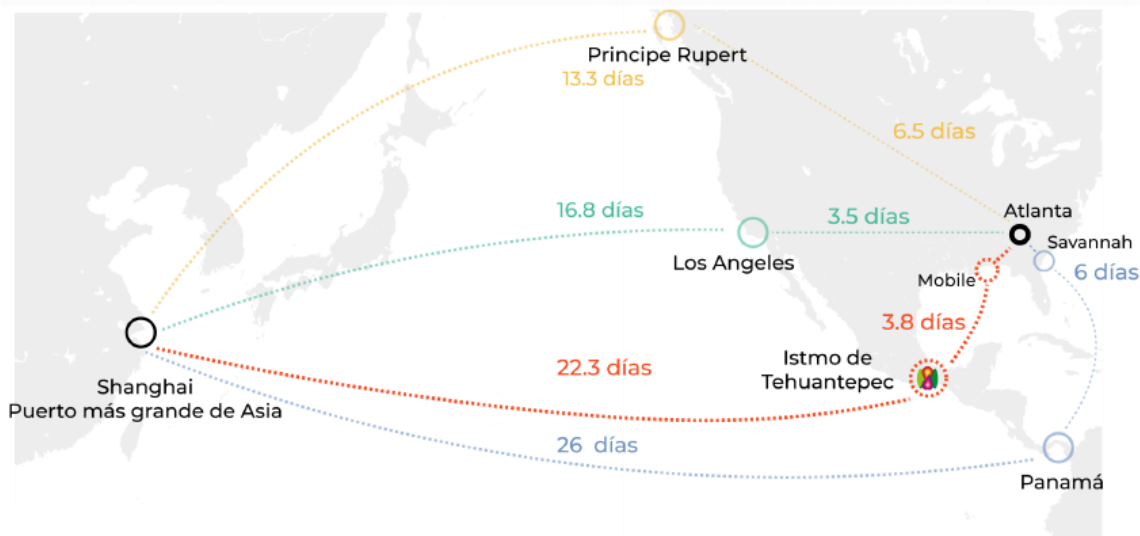 Principe Rupert
13.3 días
6.5 días
16.8 días
3.5 días
Atlanta
Savannah
Los Angeles
Mobile
6 días
3.8 días
Istmo de
Tehuantepec
22.3 días
Shanghai
Puerto más grande de Asia
26 días
Panamá